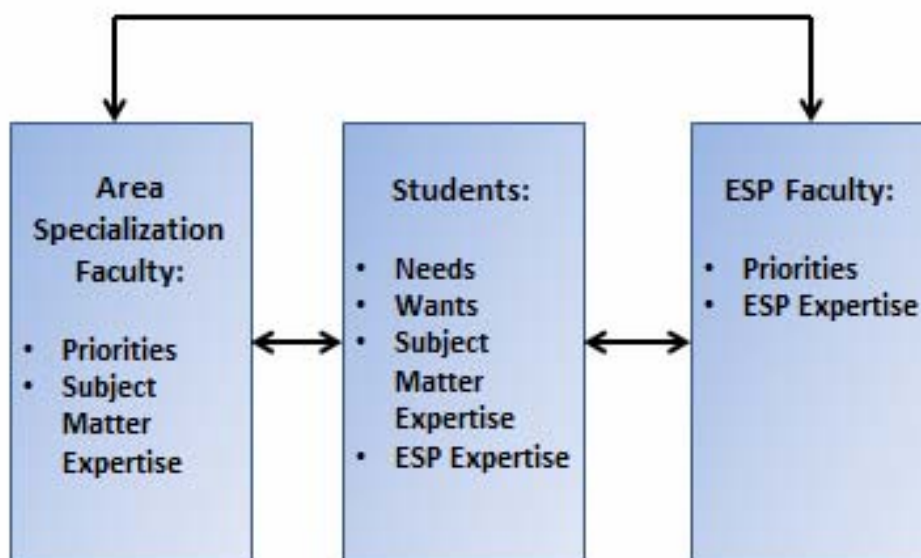 Area
Specialization
Faculty:
• Priorities
• Subject
Matter
Expertise
Students:
• Needs
• Wants
• Subject
Matter
Expertise
• ESP Expertise
ESP Faculty:
• Priorities
• ESP Expertise